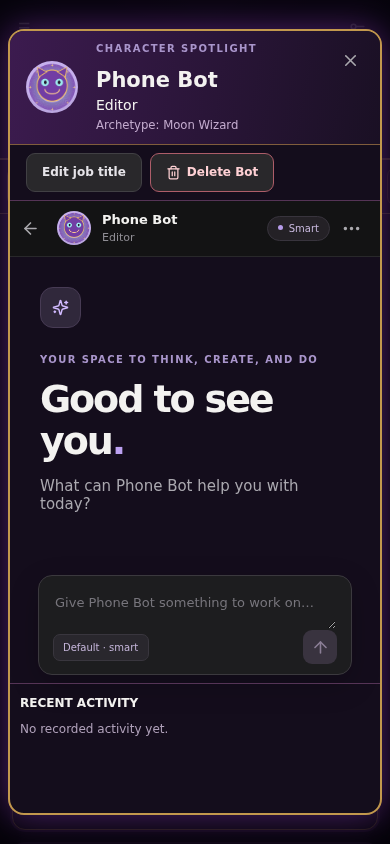 CHARACTER SPOTLIGHT
Phone Bot
Editor
Archetype: Moon Wizard
Edit job title
Delete Bot
Phone Bot
Editor
Smart
YOUR SPACE TO THINK, CREATE, AND DO
Good to see
you.
What can Phone Bot help you with
today?
Give Phone Bot something to work on...
Default · smart
RECENT ACTIVITY
No recorded activity yet.